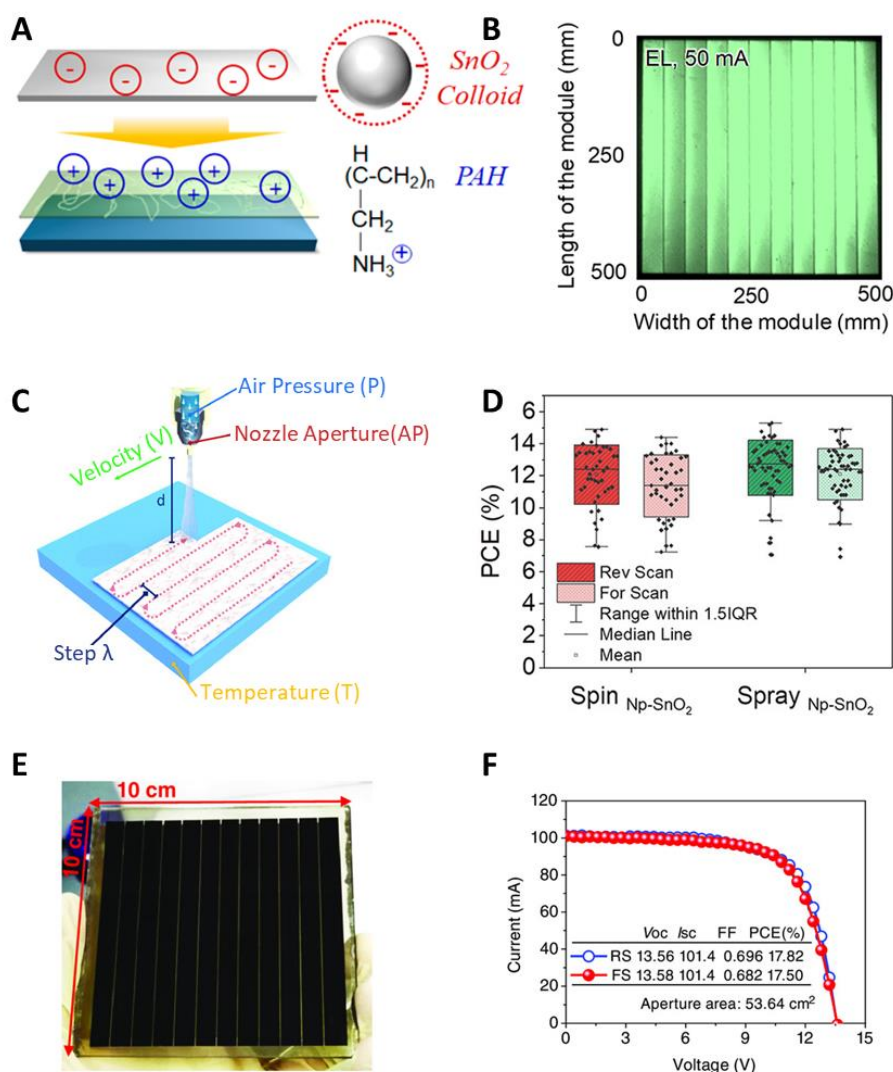 A
SnO2
Colloid
H
(C-CH2)n PAH
CH2
NH3
B
EL, 50 mA
0
250
500
Length of the module (mm)
0 250 500
Width of the module (mm)
C
Air Pressure (P)
Nozzle Aperture(AP)
Velocity (V)
d
Step λ
Temperature (T)
D
6
14
12
10
8
6
4
2
0
PCE (%)
Rev Scan
For Scan
Range within 1.5IQR
Median Line
Mean
Spin Np-SnO2 Spray Np-SnO2
E
10 cm
10 cm
F
120
100
80
60
40
20
0
Current (mA)
Voc Isc FF PCE(%)
RS 13.56 101.4 0.696 17.82
FS 13.58 101.4 0.682 17.50
Aperture area: 53.64 cm2
0 3 6 9 12 15
Voltage (V)